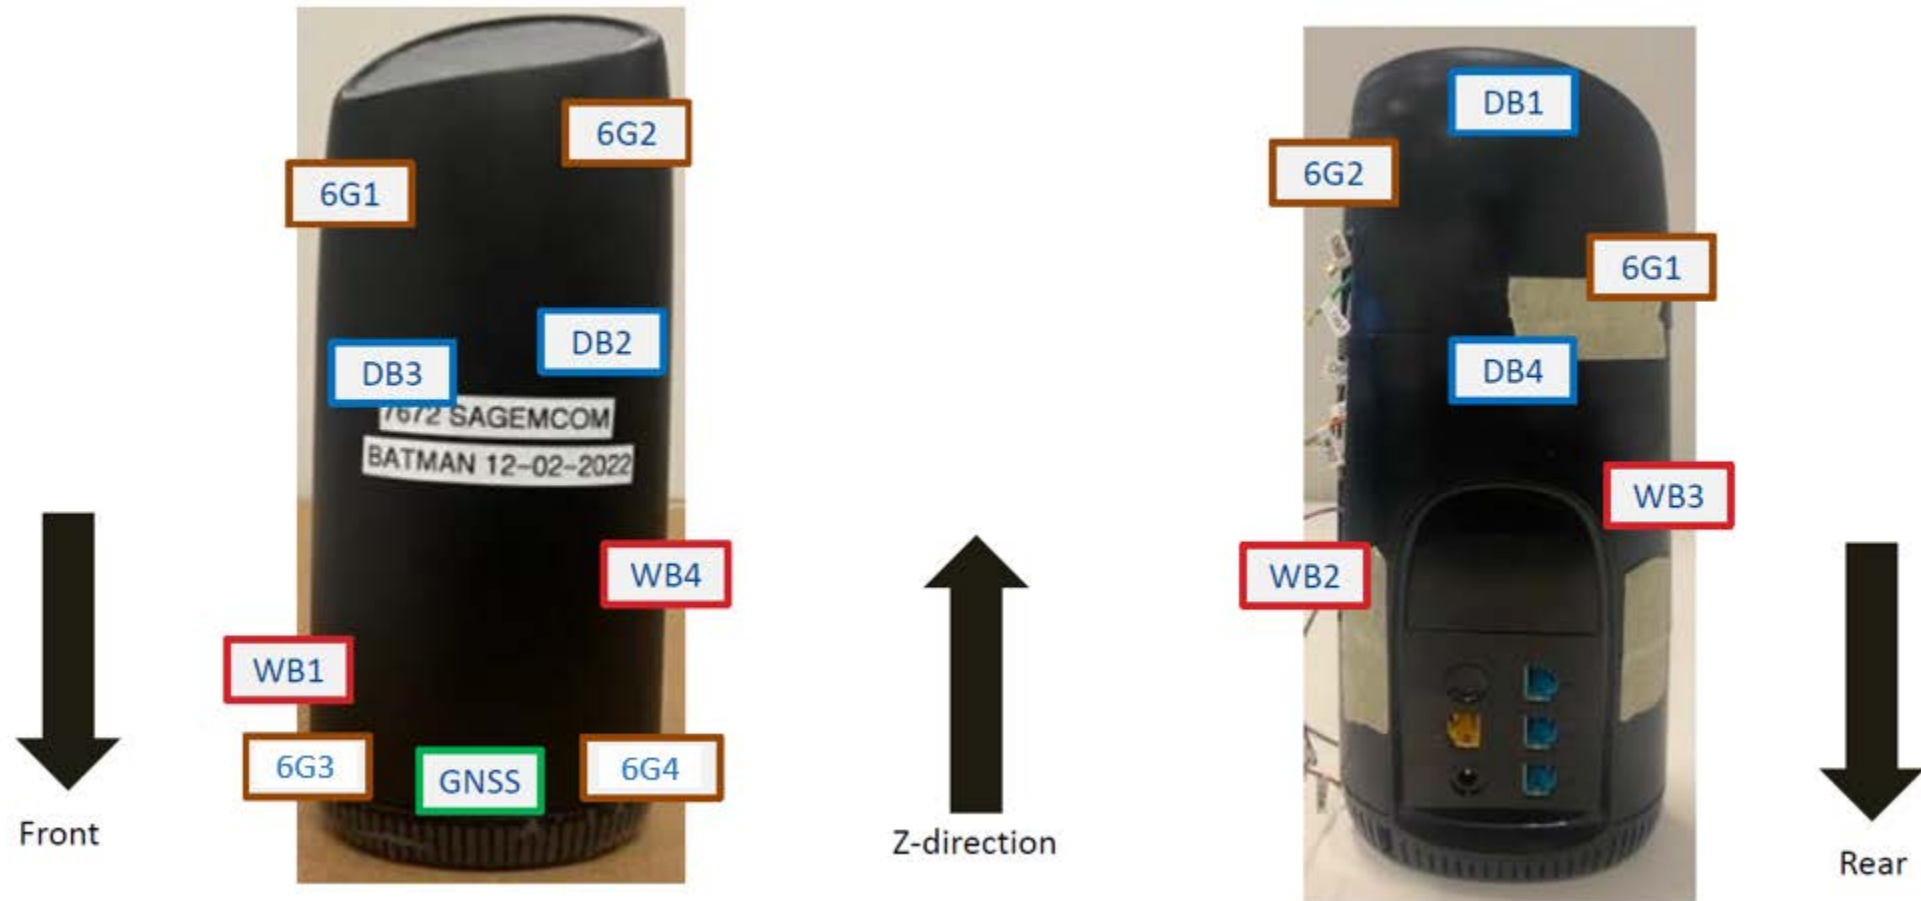 6G2
6G1
DB2
DB3
7672 SAGEMCOM
BATMAN 12-02-2022
WB4
WB1
6G3
GNSS
6G4
Front
Z-direction
DB1
6G2
6G1
DB4
WB3
WB2
Rear